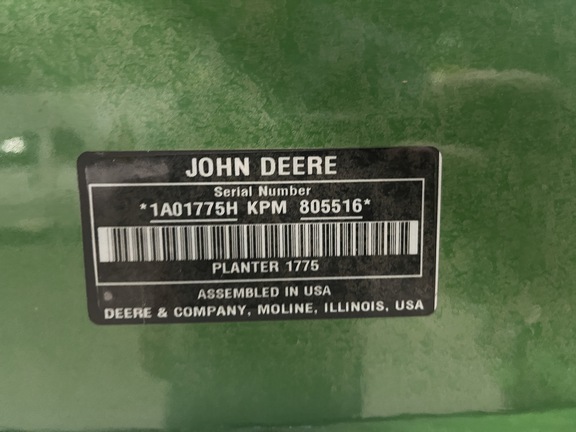 JOHN DEERE
Serial Number
*1A01775H KPM 805516*
PLANTER 1775
ASSEMBLED IN USA
DEERE & COMPANY, MOLINE, ILLINOIS, USA